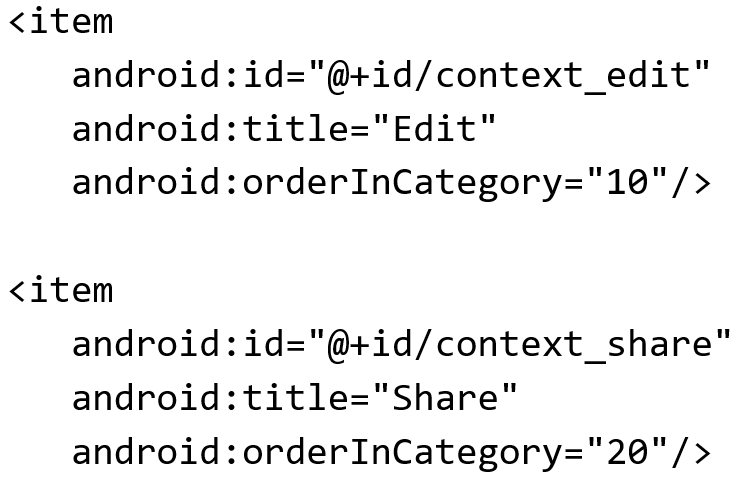 <item
android:id="@+id/context_edit"
android:title="Edit"
android:orderInCategory="10"/>
<item
android:id="@+id/context_share"
android:title="Share"
android:orderInCategory="20"/>